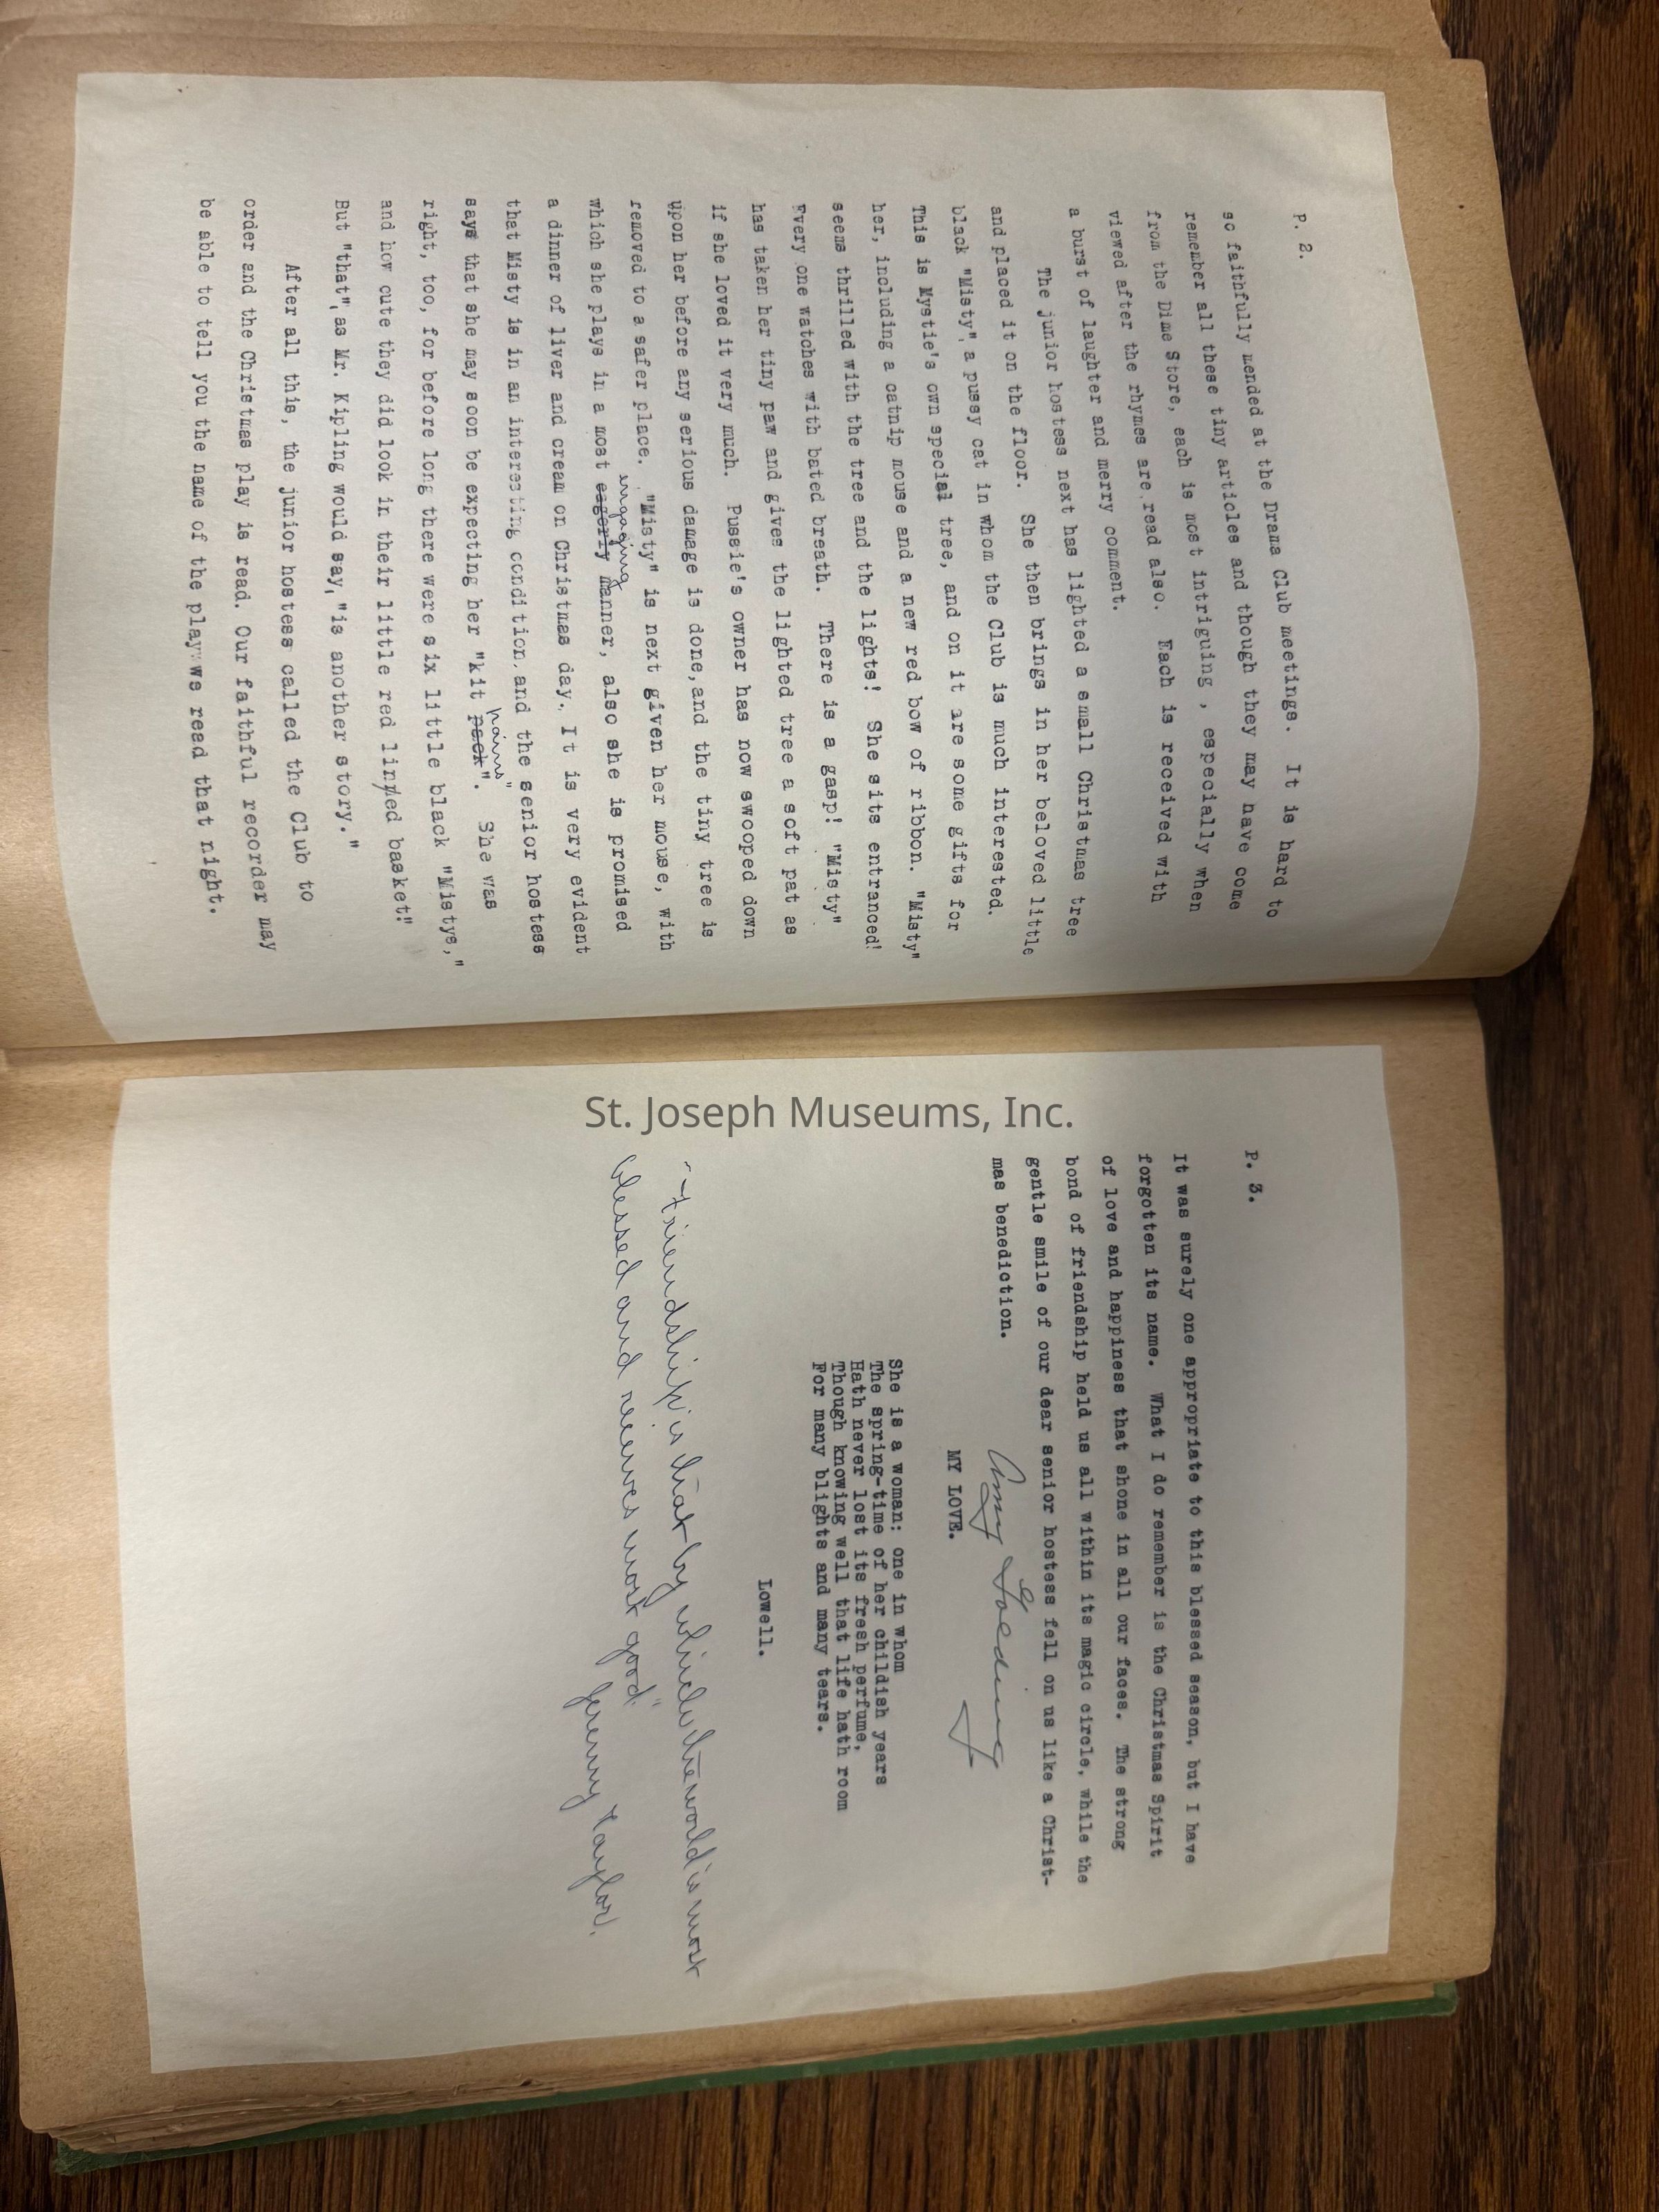 P. 2.
so faithfully mended at the Drama Club meetings. It is hard to
remember all these tiny articles and though they may have come
from the Dime Store, each is most intriguing , especially when
viewed after the rhymes are read also. Each is received with
a burst of laughter and merry comment.
The junior hostess next has lighted a small Christmas tree
and placed it on the floor. She then brings in her beloved little
black "Misty", a pussy cat in whom the Club is much interested.
This is Mystie's own special tree, and on it are some gifts for
her, including a catnip mouse and a new red bow of ribbon. "Misty"
seems thrilled with the tree and the lights! She sits entranced!
Every one watches with bated breath. There is a gasp! "Misty"
has taken her tiny paw and gives the lighted tree a soft pat as
if she loved it very much. Pussie's owner has now swooped down
upon her before any serious damage is done, and the tiny tree is
removed to a safer place. "Misty" is next given her mouse, with
engaging
which she plays in a most eagerly manner, also she is promised
a dinner of liver and cream on Christmas day. It is very evident
that Misty is in an interesting condition, and the senior hostess
says that she may soon be expecting her "kit pack". She was
right, too, for before long there were six little black "Mistys,"
and how cute they did look in their little red lined basket!"
But "that", as Mr. Kipling would say, "is another story."
After all this, the junior hostess called the Club to
order and the Christmas play is read. Our faithful recorder may
be able to tell you the name of the play we read that night.
P. 3.
It was surely one appropriate to this blessed season, but I have
forgotten its name. What I do remember is the Christmas Spirit
of love and happiness that shone in all our faces. The strong
bond of friendship held us all within its magic circle, while the
gentle smile of our dear senior hostess fell on us like a Christ-
mas benediction.
MY LOVE.
She is a woman: one in whom
The spring-time of her childish years
Hath never lost its fresh perfume,
Though knowing well that life hath room
For many blights and many tears.
Lowell.
"Friendship is that by which the world is most
blessed and receives most good"
Jeremy Taylor.
St. Joseph Museums, Inc.